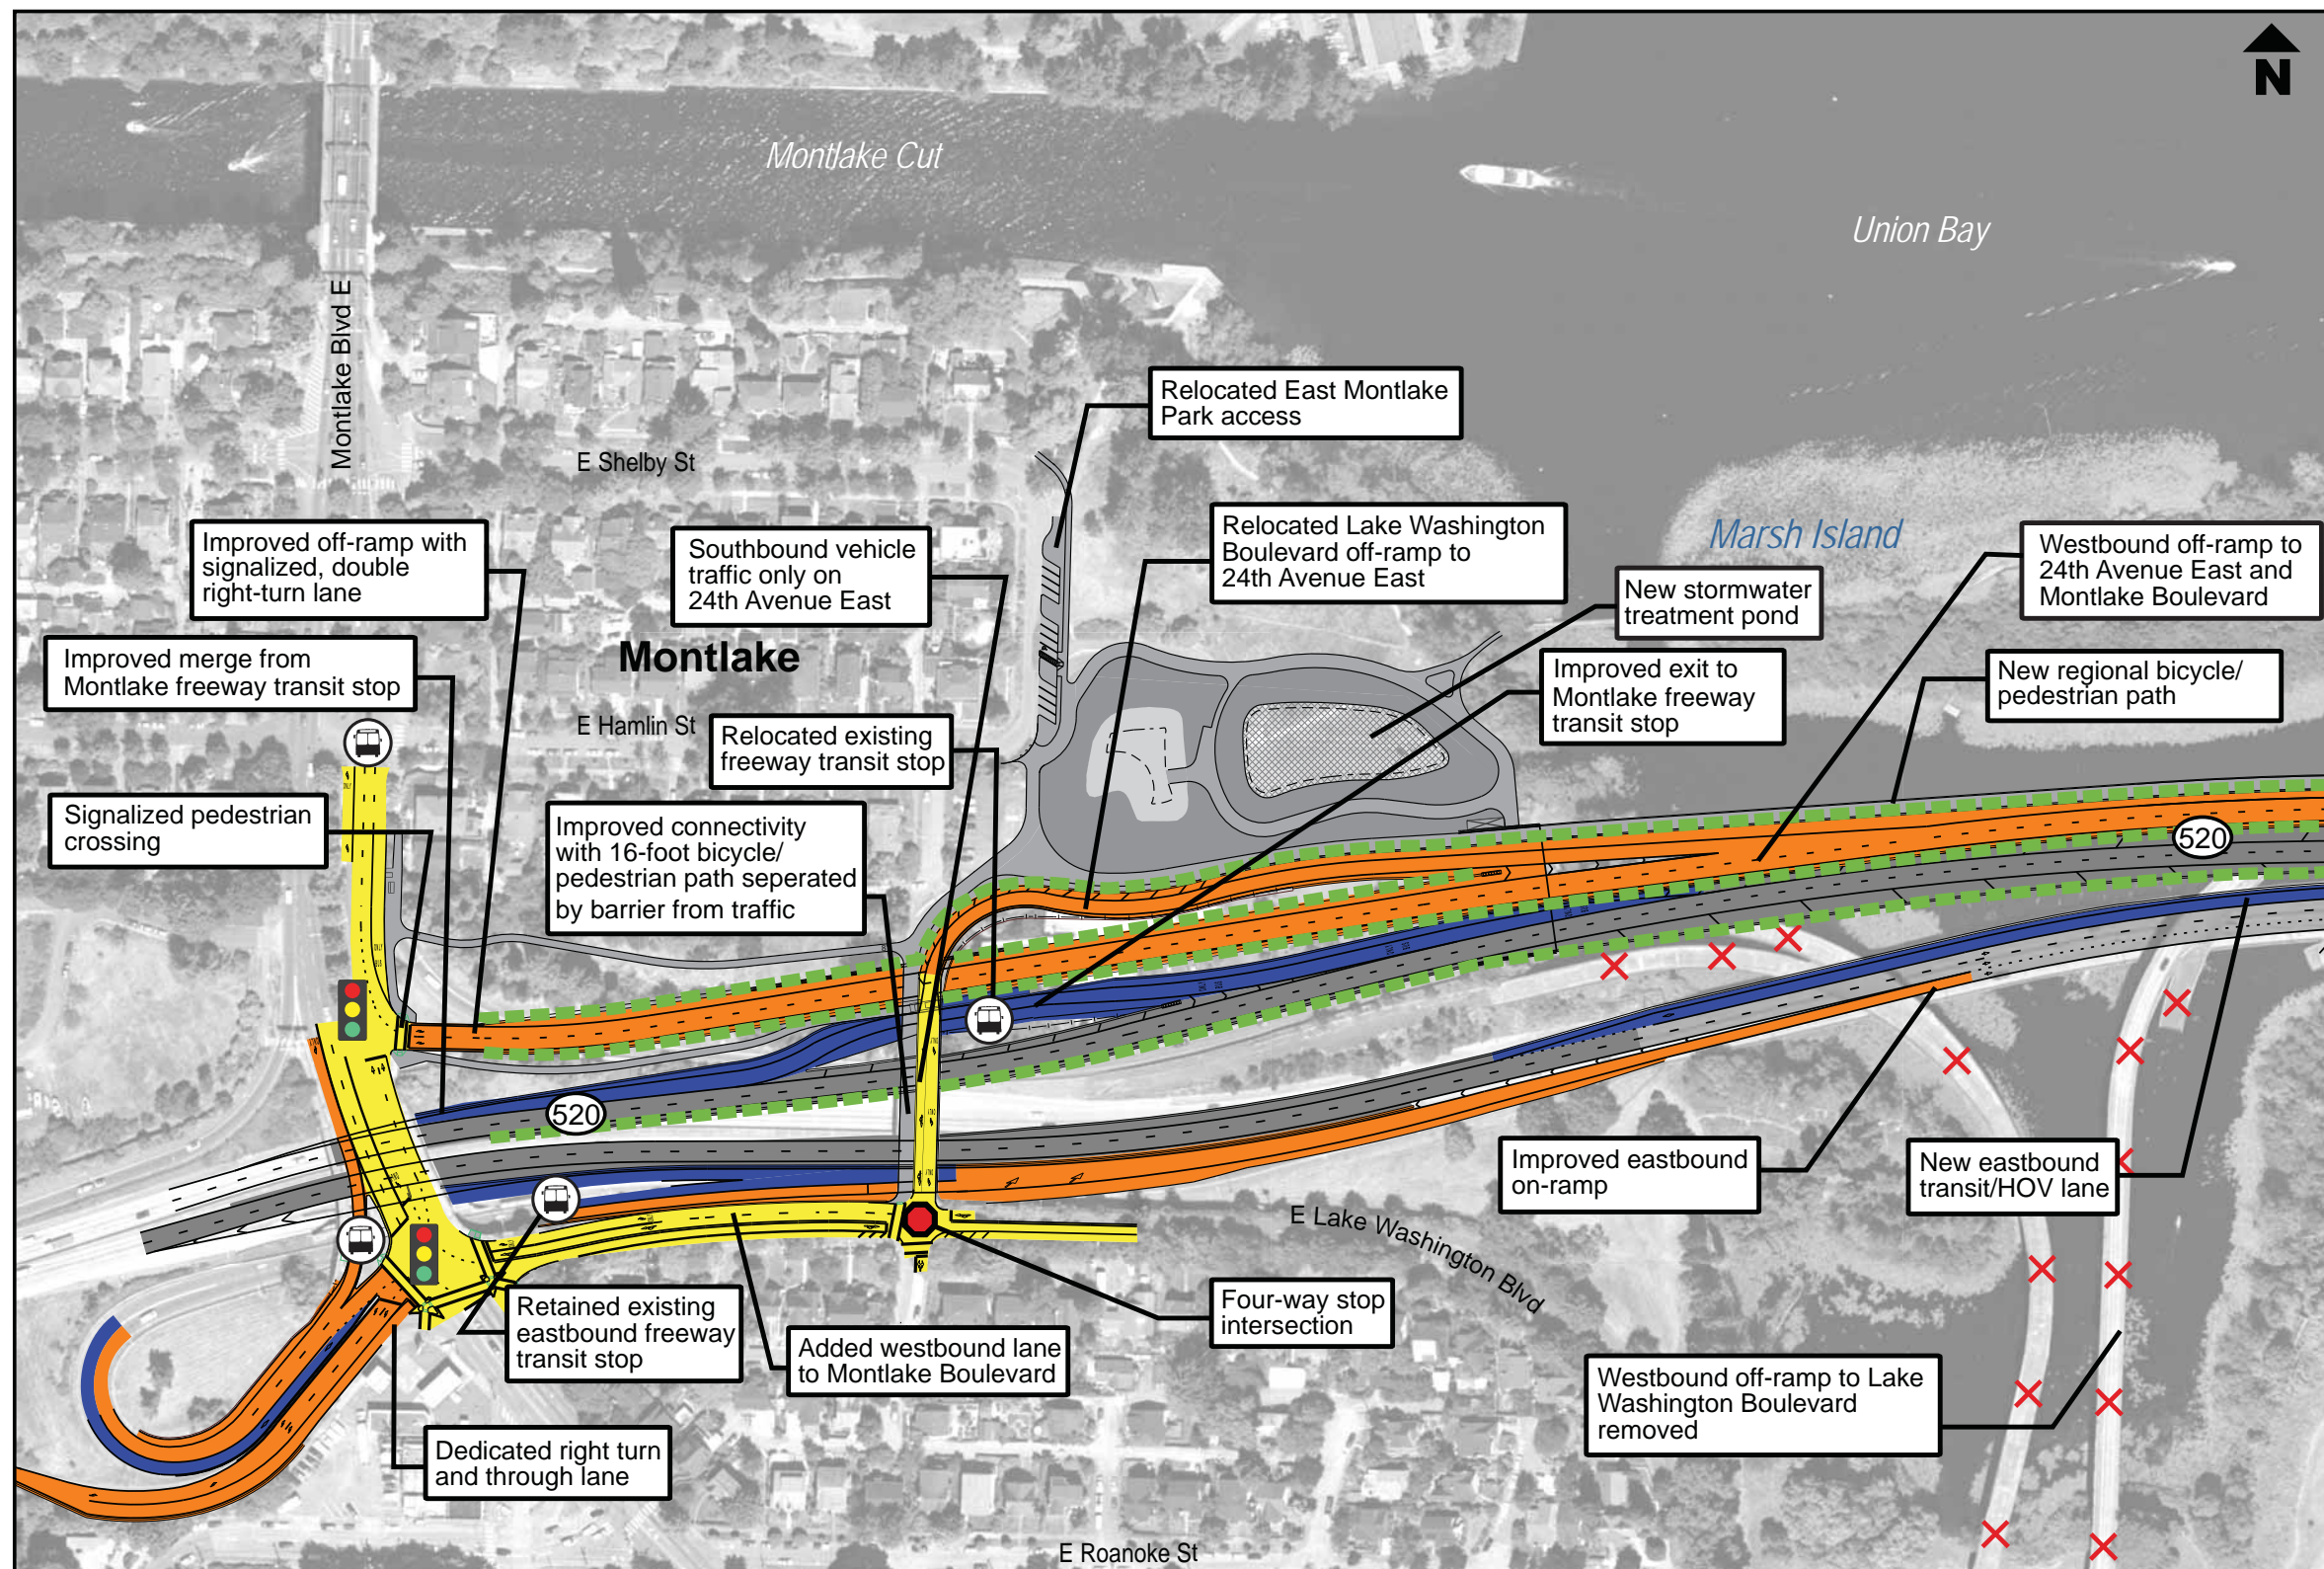 N
Montlake Cut
Union Bay
Montlake Blvd E
Relocated East Montlake
Park access
E Shelby St
Improved off-ramp with
signalized, double
right-turn lane
Southbound vehicle
traffic only on
24th Avenue East
Relocated Lake Washington
Boulevard off-ramp to
24th Avenue East
Marsh Island
Westbound off-ramp to
24th Avenue East and
Montlake Boulevard
New stormwater
treatment pond
Montlake
Improved merge from
Montlake freeway transit stop
Improved exit to
Montlake freeway
transit stop
New regional bicycle/
pedestrian path
E Hamlin St
Relocated existing
freeway transit stop
Signalized pedestrian
crossing
Improved connectivity
with 16-foot bicycle/
pedestrian path seperated
by barrier from traffic
520
520
Improved eastbound
on-ramp
New eastbound
transit/HOV lane
E Lake Washington Blvd
Retained existing
eastbound freeway
transit stop
Added westbound lane
to Montlake Boulevard
Four-way stop
intersection
Westbound off-ramp to Lake
Washington Boulevard
removed
Dedicated right turn
and through lane
E Roanoke St